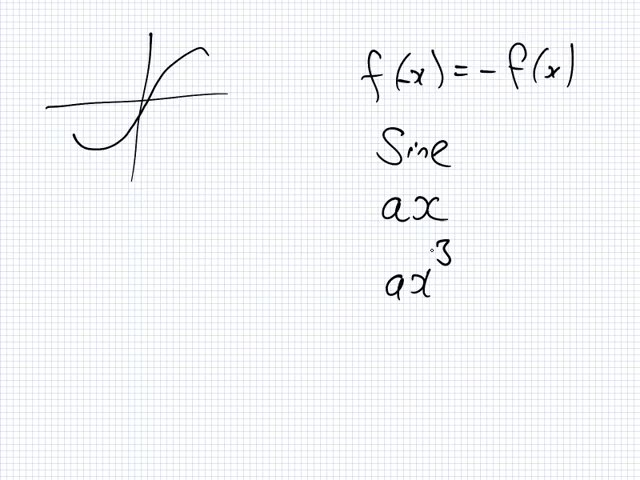 f(-x) = -f(x)
Sine
ax
ax³